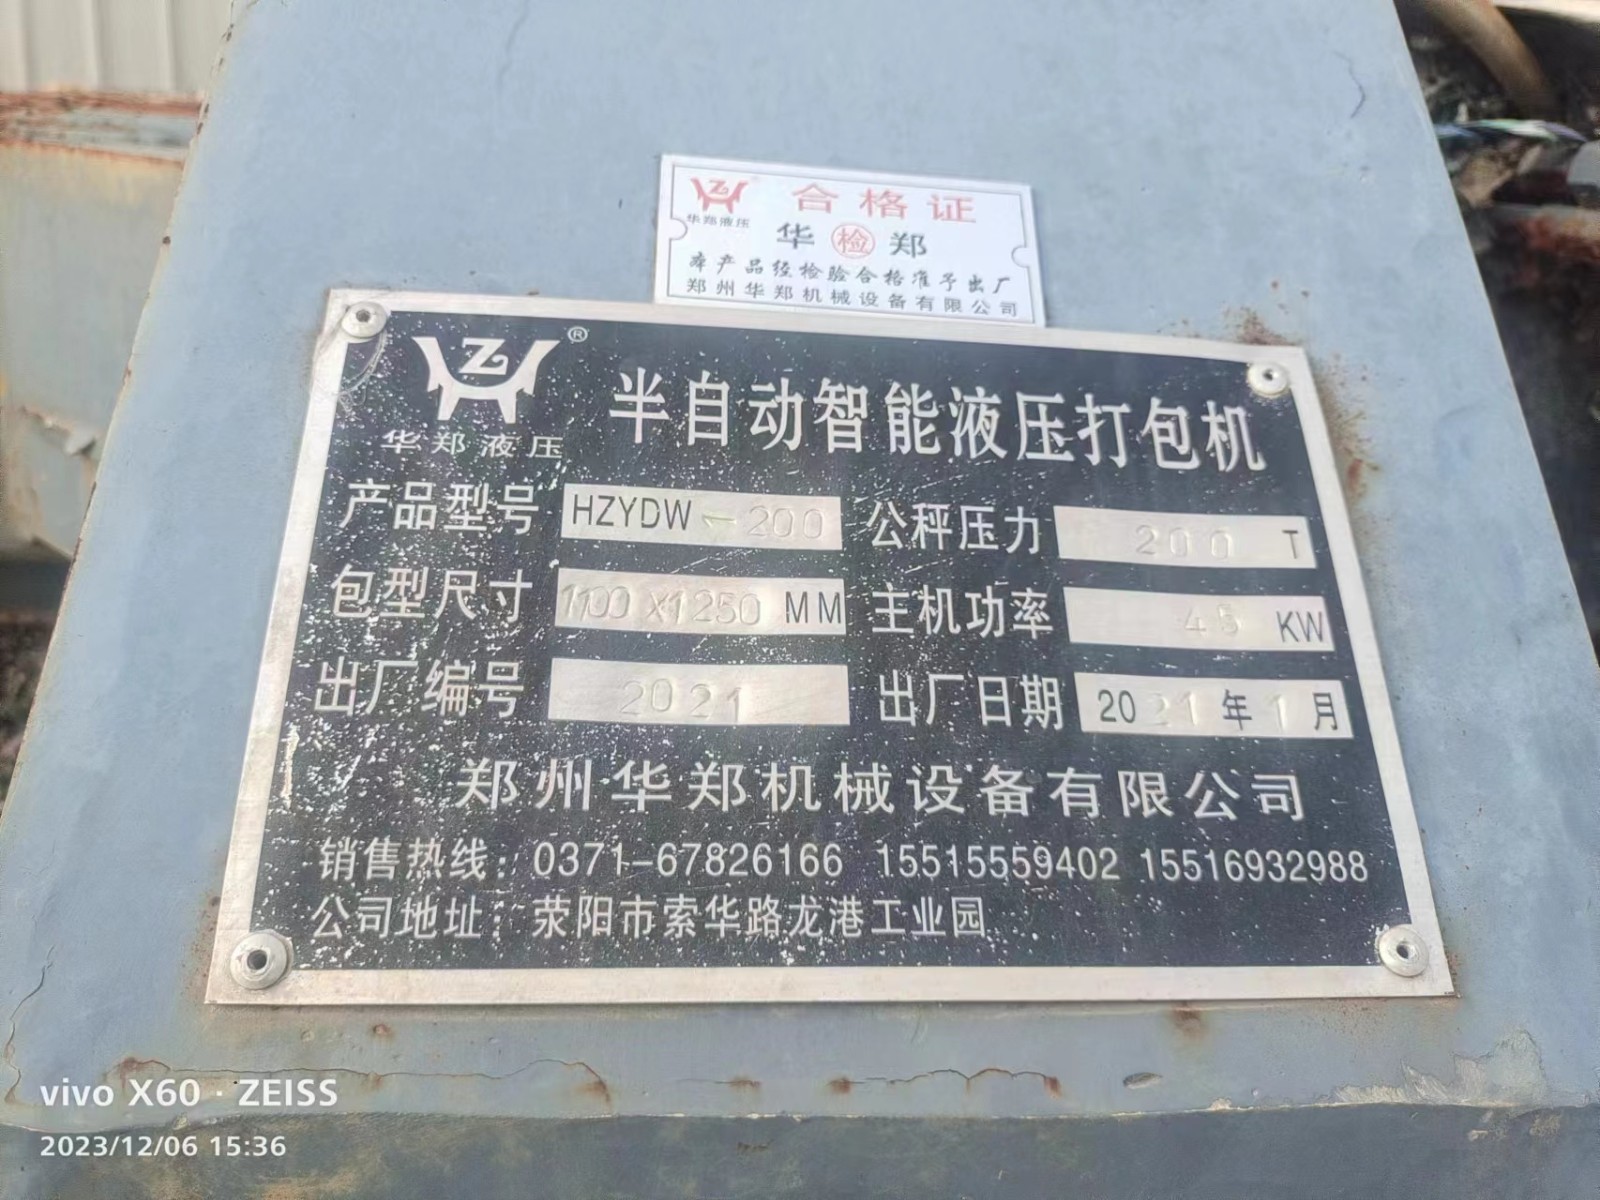 合格证
华郑液压
华 检 郑
本产品经检验合格准予出厂
郑州华郑机械设备有限公司
华郑液压 ®
半自动智能液压打包机
产品型号 HZYDW-200 公秤压力 200 T
包型尺寸 1100X1250 MM 主机功率 45 KW
出厂编号 2021 出厂日期 2021年1月
郑州华郑机械设备有限公司
销售热线：0371-67826166 15515559402 15516932988
公司地址：荥阳市索华路龙港工业园
vivo X60 · ZEISS
2023/12/06 15:36